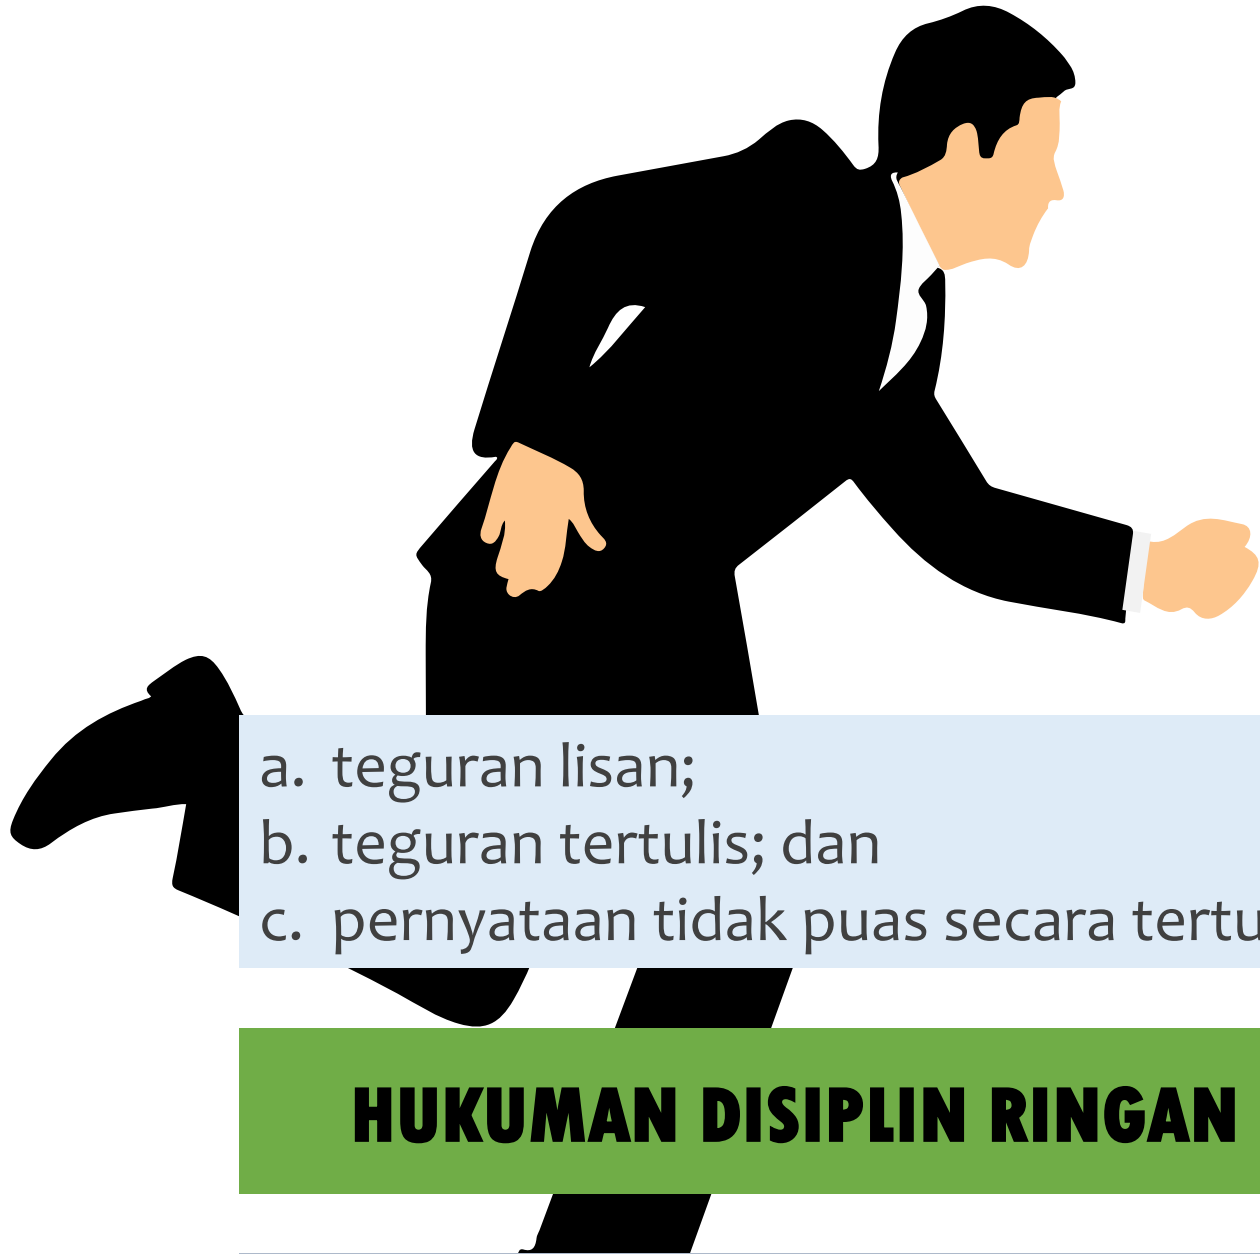 a. teguran lisan;
b. teguran tertulis; dan
c. pernyataan tidak puas secara
HUKUMAN DISIPLIN RINGAN